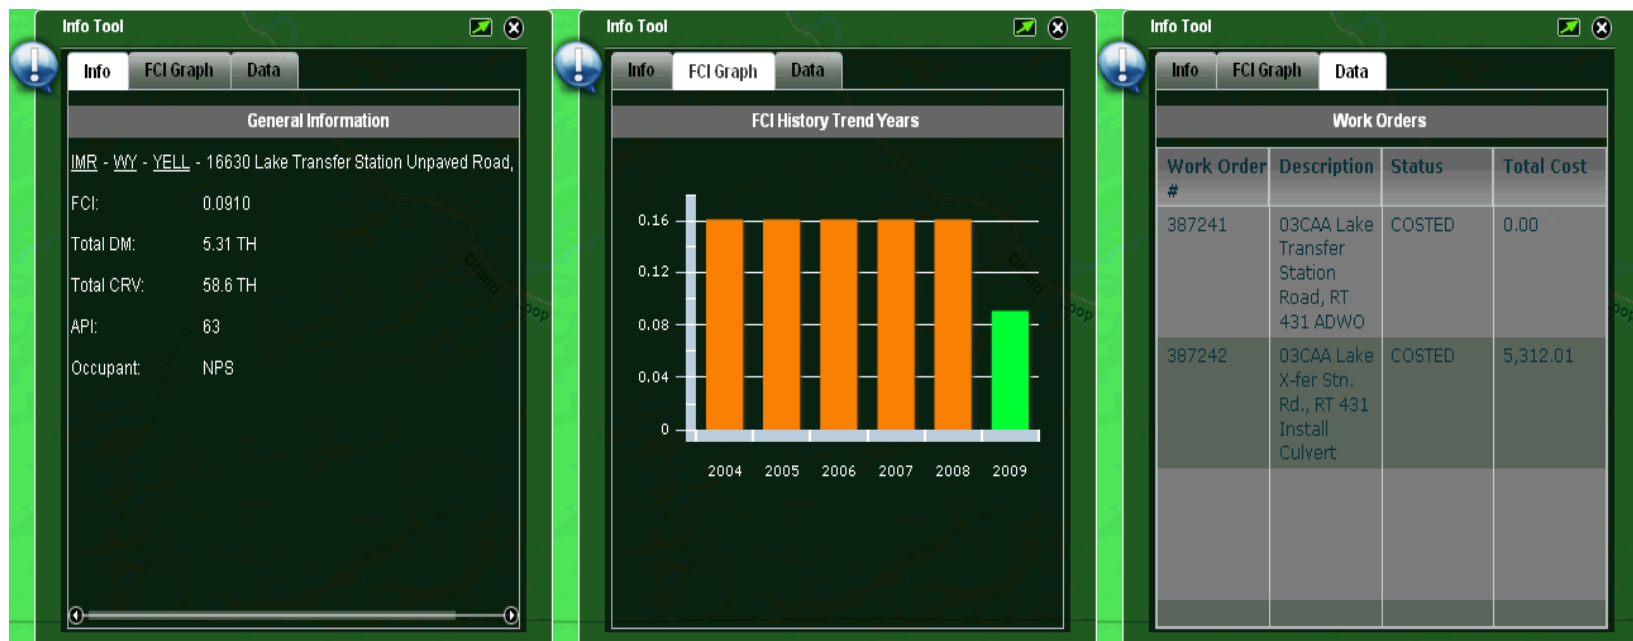 Info Tool
Info FCI Graph Data
General Information
IMR - WY - YELL - 16630 Lake Transfer Station Unpaved Road,
FCI: 0.0910
Total DM: 5.31 TH
Total CRV: 58.6 TH
API: 63
Occupant: NPS
Grand Loop
Info Tool
Info FCI Graph Data
FCI History Trend Years
0.16
0.12
0.08
0.04
0
2004 2005 2006 2007 2008 2009
Grand Loop
Info Tool
Info FCI Graph Data
Work Orders
Work Order Description Status Total Cost
#
387241 03CAA Lake COSTED 0.00
Transfer
Station
Road, RT
431 ADWO
387242 03CAA Lake COSTED 5,312.01
X-fer Stn.
Rd., RT 431
Install
Culvert